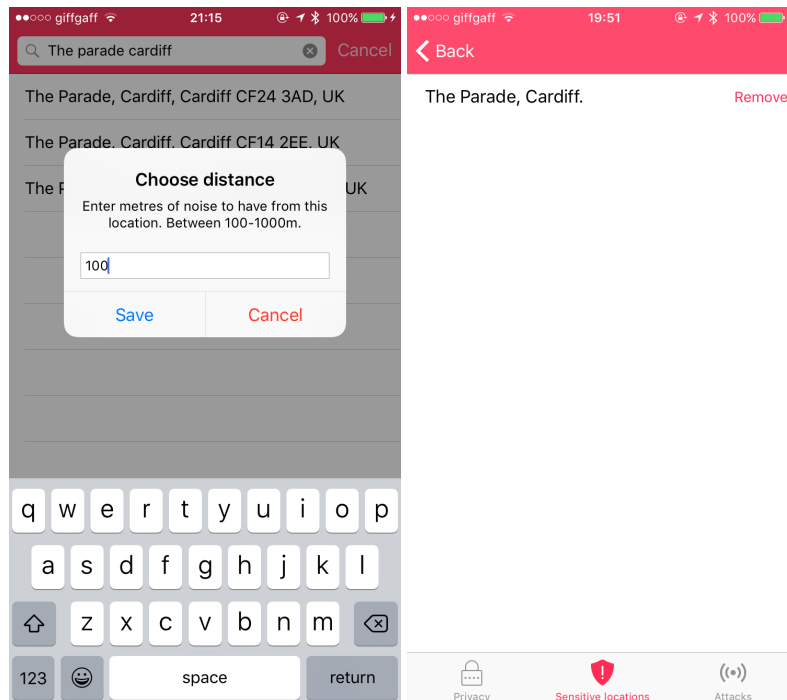 giffgaff 21:15 100%
The parade cardiff Cancel
The Parade, Cardiff, Cardiff CF24 3AD, UK
The Parade, Cardiff, Cardiff CF14 2EE, UK
The UK
Choose distance
Enter metres of noise to have from this
location. Between 100-1000m.
100
Save Cancel
q w e r t y u i o p
a s d f g h j k l
z x c v b n m
123 space return
giffgaff 19:51 100%
Back
The Parade, Cardiff. Remove
Privacy Sensitive locations Attacks